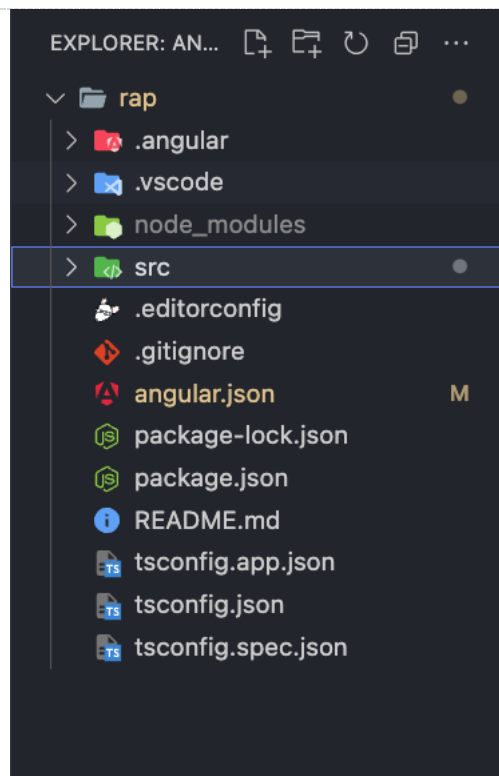 EXPLORER: AN...
rap
.angular
.vscode
node_modules
src
.editorconfig
.gitignore
angular.json M
package-lock.json
package.json
README.md
tsconfig.app.json
tsconfig.json
tsconfig.spec.json